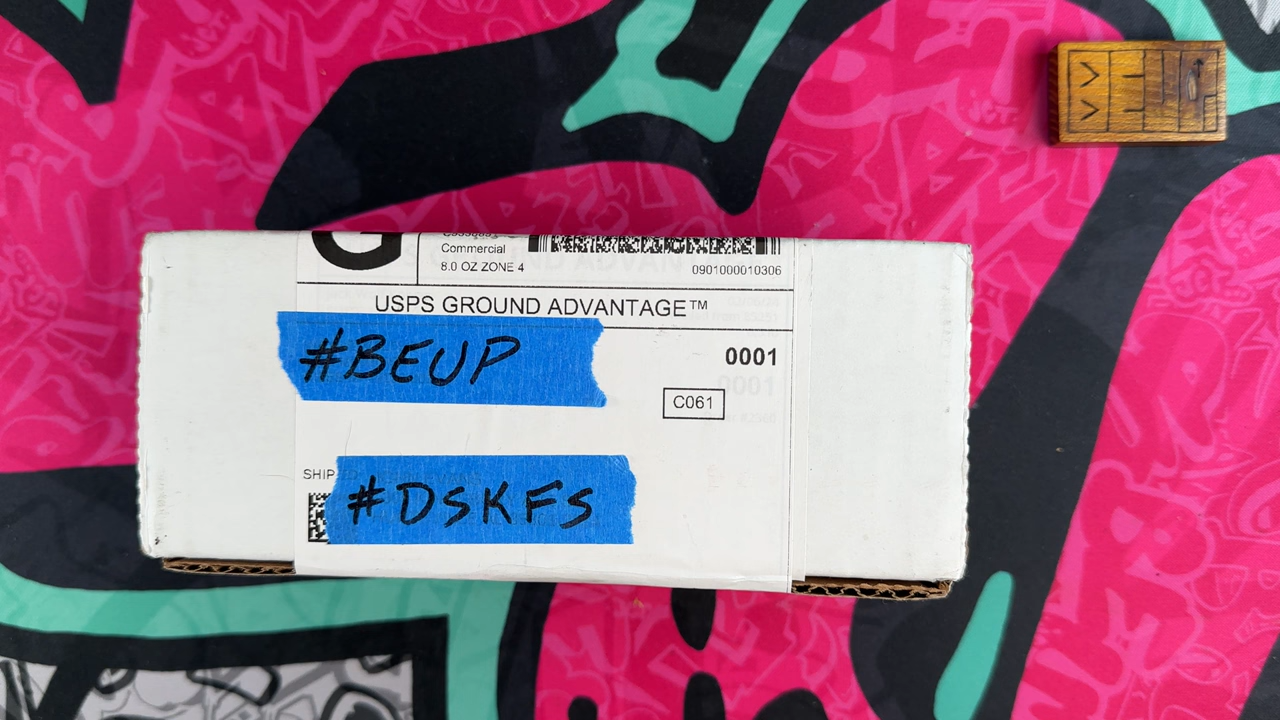 G
Commercial
8.0 OZ ZONE 4
0901000010306
USPS GROUND ADVANTAGE™
#BEUP
0001
C061
SHIP
#DSKFS